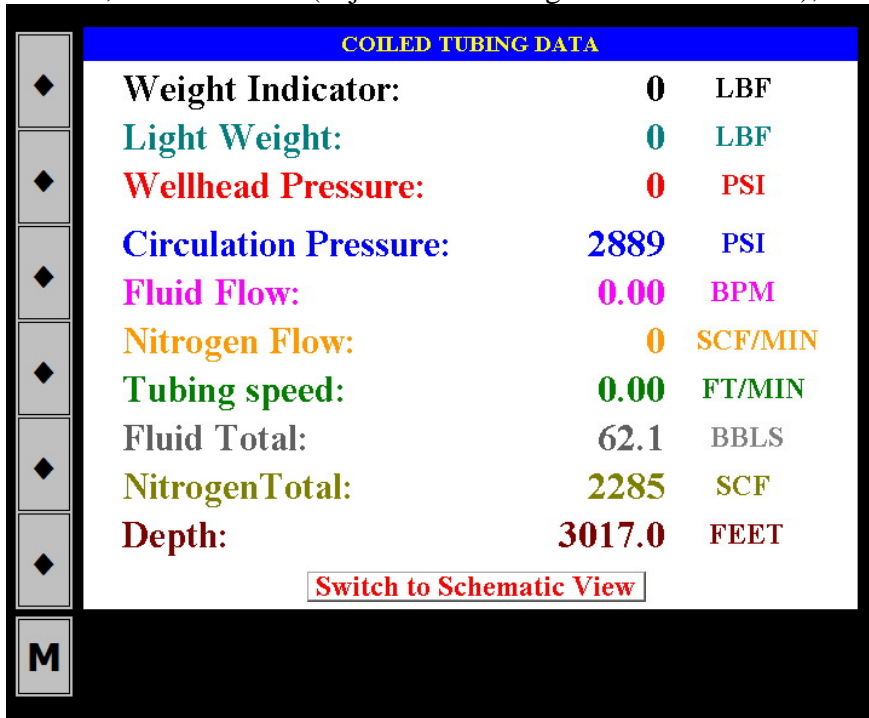 COILED TUBING DATA
Weight Indicator: 0 LBF
Light Weight: 0 LBF
Wellhead Pressure: 0 PSI
Circulation Pressure: 2889 PSI
Fluid Flow: 0.00 BPM
Nitrogen Flow: 0 SCF/MIN
Tubing speed: 0.00 FT/MIN
Fluid Total: 62.1 BBLS
NitrogenTotal: 2285 SCF
Depth: 3017.0 FEET
Switch to Schematic View
M